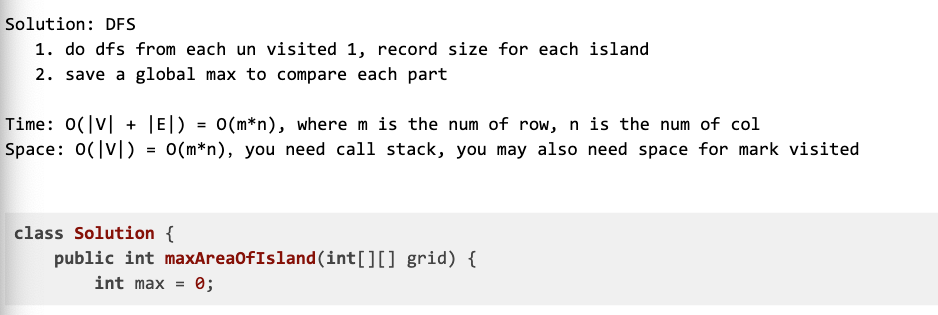 Solution: DFS
1. do dfs from each un visited 1, record size for each island
2. save a global max to compare each part
Time: O(|V| + |E|) = O(m*n), where m is the num of row, n is the num of col
Space: O(|V|) = O(m*n), you need call stack, you may also need space for mark visited
class Solution {
public int maxAreaOfIsland(int[][] grid) {
int max = 0;